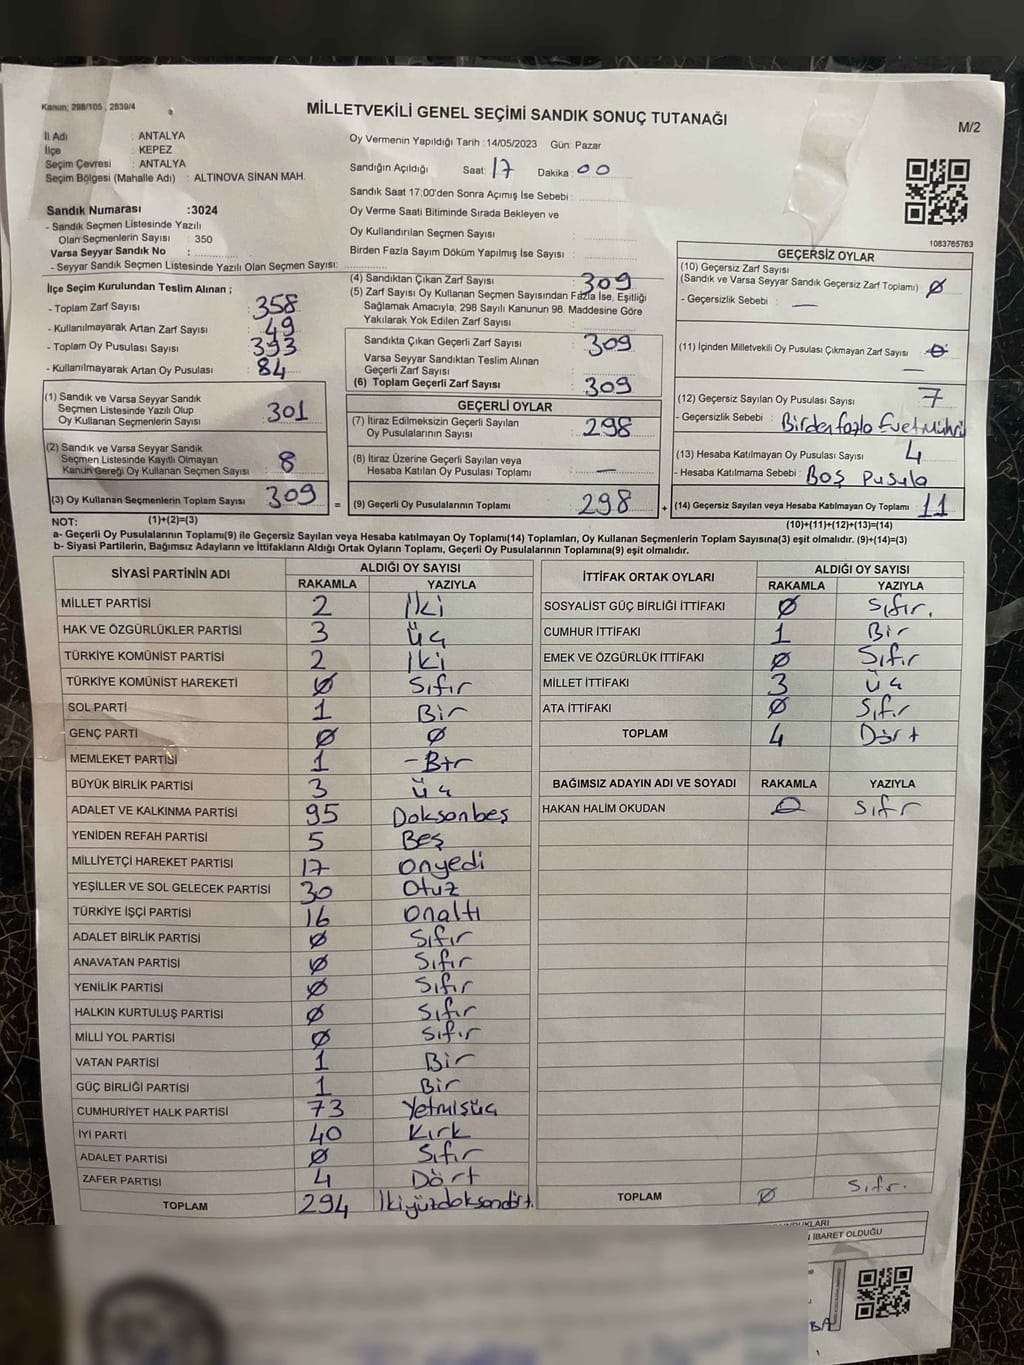 Kanun; 298/105 , 2839/4
MİLLETVEKİLİ GENEL SEÇİMİ SANDIK SONUÇ TUTANAĞI
M/2
İl Adı : ANTALYA
İlçe : KEPEZ
Seçim Çevresi : ANTALYA
Seçim Bölgesi (Mahalle Adı) : ALTINOVA SİNAN MAH.
Sandık Numarası :3024
- Sandık Seçmen Listesinde Yazılı
Olan Seçmenlerin Sayısı : 350
Varsa Seyyar Sandık No :
- Seyyar Sandık Seçmen Listesinde Yazılı Olan Seçmen Sayısı:
Oy Vermenin Yapıldığı Tarih :14/05/2023 Gün: Pazar
Sandığın Açıldığı Saat: 17 Dakika : 00
Sandık Saat 17:00'den Sonra Açmış İse Sebebi :
Oy Verme Saati Bitiminde Sırada Bekleyen ve
Oy Kullandırılan Seçmen Sayısı :
Birden Fazla Sayım Döküm Yapılmış İse Sayısı :
1083765763
İlçe Seçim Kurulundan Teslim Alınan ;
- Toplam Zarf Sayısı : 358
- Kullanılmayarak Artan Zarf Sayısı : 49
- Toplam Oy Pusulası Sayısı : 393
- Kullanılmayarak Artan Oy Pusulası : 84
(1) Sandık ve Varsa Seyyar Sandık
Seçmen Listesinde Yazılı Olup
Oy Kullanan Seçmenlerin Sayısı : 301
(2) Sandık ve Varsa Seyyar Sandık
Seçmen Listesinde Kayıtlı Olmayan
Kanun Gereği Oy Kullanan Seçmen Sayısı : 8
(3) Oy Kullanan Seçmenlerin Toplam Sayısı : 309 =
(1)+(2)=(3)
(4) Sandıktan Çıkan Zarf Sayısı : 309
(5) Zarf Sayısı Oy Kullanan Seçmen Sayısından Fazla İse, Eşitliği
Sağlamak Amacıyla, 298 Sayılı Kanunun 98. Maddesine Göre
Yakılarak Yok Edilen Zarf Sayısı :
Sandıkta Çıkan Geçerli Zarf Sayısı : 309
Varsa Seyyar Sandıktan Teslim Alınan
Geçerli Zarf Sayısı :
(6) Toplam Geçerli Zarf Sayısı : 309
GEÇERLİ OYLAR
(7) İtiraz Edilmeksizin Geçerli Sayılan
Oy Pusulalarının Sayısı : 298
(8) İtiraz Üzerine Geçerli Sayılan veya
Hesaba Katılan Oy Pusulası Toplamı : —
(9) Geçerli Oy Pusulalarının Toplamı : 298 +
GEÇERSİZ OYLAR
(10) Geçersiz Zarf Sayısı
(Sandık ve Varsa Seyyar Sandık Geçersiz Zarf Toplamı) : Ø
- Geçersizlik Sebebi : —
(11) İçinden Milletvekili Oy Pusulası Çıkmayan Zarf Sayısı : Ø
—
(12) Geçersiz Sayılan Oy Pusulası Sayısı : 7
- Geçersizlik Sebebi : Birden fazla Evet Mührü
(13) Hesaba Katılmayan Oy Pusulası Sayısı : 4
- Hesaba Katılmama Sebebi : Boş Pusula
(14) Geçersiz Sayılan veya Hesaba Katılmayan Oy Toplamı : 11
(10)+(11)+(12)+(13)=(14)
NOT:
a- Geçerli Oy Pusulaları Toplamı(9) ile Geçersiz Sayılan veya Hesaba katılmayan Oy Toplamı(14) Toplamları, Oy Kullanan Seçmenlerin Toplam Sayısına(3) eşit olmalıdır. (9)+(14)=(3)
b- Siyasi Partilerin, Bağımsız Adayların ve İttifakların Aldığı Ortak Oyların Toplamı, Geçerli Oy Pusulalarının Toplamına(9) eşit olmalıdır.
SİYASİ PARTİNİN ADI ALDIĞI OY SAYISI
RAKAMLA YAZIYLA
MİLLET PARTİSİ 2 İki
HAK VE ÖZGÜRLÜKLER PARTİSİ 3 Üç
TÜRKİYE KOMÜNİST PARTİSİ 2 İki
TÜRKİYE KOMÜNİST HAREKETİ Ø Sıfır
SOL PARTİ 1 Bir
GENÇ PARTİ Ø Ø
MEMLEKET PARTİSİ 1 - Bir
BÜYÜK BİRLİK PARTİSİ 3 Üç
ADALET VE KALKINMA PARTİSİ 95 Doksanbeş
YENİDEN REFAH PARTİSİ 5 Beş
MİLLİYETÇİ HAREKET PARTİSİ 17 onyedi
YEŞİLLER VE SOL GELECEK PARTİSİ 30 Otuz
TÜRKİYE İŞÇİ PARTİSİ 16 onaltı
ADALET BİRLİK PARTİSİ Ø Sıfır
ANAVATAN PARTİSİ Ø Sıfır
YENİLİK PARTİSİ Ø Sıfır
HALKIN KURTULUŞ PARTİSİ Ø Sıfır
MİLLİ YOL PARTİSİ Ø Sıfır
VATAN PARTİSİ 1 Bir
GÜÇ BİRLİĞİ PARTİSİ 1 Bir
CUMHURİYET HALK PARTİSİ 73 Yetmişüç
İYİ PARTİ 40 Kırk
ADALET PARTİSİ Ø Sıfır
ZAFER PARTİSİ 4 Dört
TOPLAM 294 İkiyüzdoksandört.
İTTİFAK ORTAK OYLARI ALDIĞI OY SAYISI
RAKAMLA YAZIYLA
SOSYALİST GÜÇ BİRLİĞİ İTTİFAKI Ø Sıfır.
CUMHUR İTTİFAKI 1 Bir
EMEK VE ÖZGÜRLÜK İTTİFAKI Ø Sıfır
MİLLET İTTİFAKI 3 Üç
ATA İTTİFAKI Ø Sıfır
TOPLAM 4 Dört
BAĞIMSIZ ADAYIN ADI VE SOYADI RAKAMLA YAZIYLA
HAKAN HALİM OKUDAN 0 Sıfır
TOPLAM Ø Sıfır.
İBARET OLDUĞU